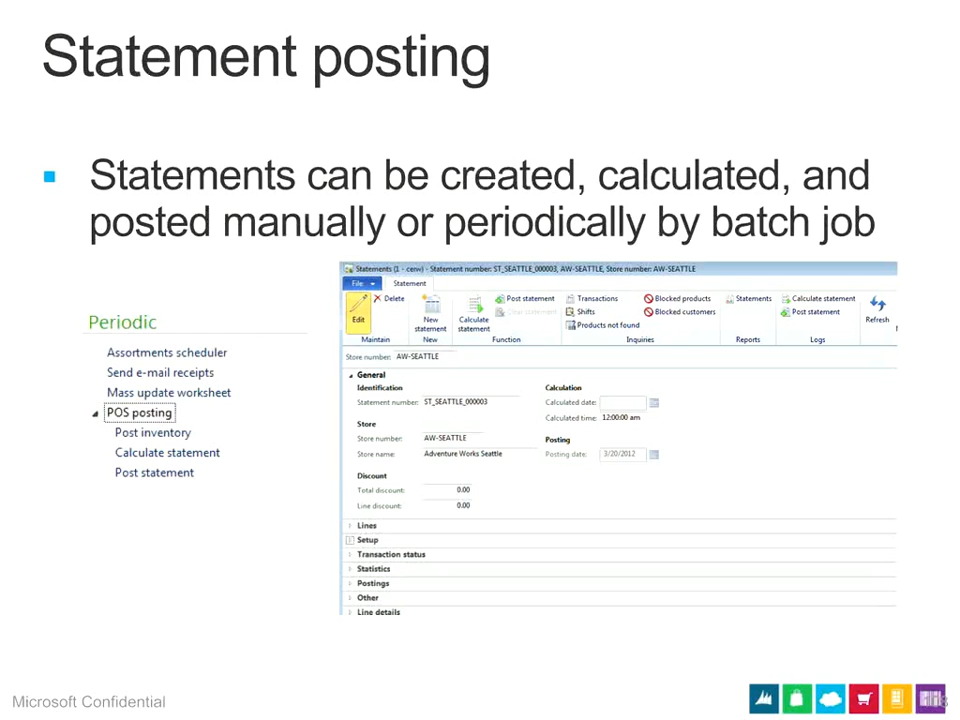 Statement posting
Statements can be created, calculated, and
posted manually or periodically by batch job
Periodic
Assortments scheduler
Send e-mail receipts
Mass update worksheet
POS posting
Post inventory
Calculate statement
Post statement
Statements (1 - cenw) - Statement number: ST_SEATTLE_000003, AW-SEATTLE, Store number: AW-SEATTLE
File Statement
Edit
Delete
Maintain
New statement
New
Calculate statement
Post statement
Clear statement
Function
Transactions
Shifts
Products not found
Blocked products
Blocked customers
Inquiries
Statements
Reports
Calculate statement
Post statement
Logs
Refresh
Store number: AW-SEATTLE
General
Identification
Statement number: ST_SEATTLE_000003
Store
Store number: AW-SEATTLE
Store name: Adventure Works Seattle
Discount
Total discount: 0.00
Line discount: 0.00
Calculation
Calculated date:
Calculated time: 12:00:00 am
Posting
Posting date: 3/20/2012
Lines
Setup
Transaction status
Statistics
Postings
Other
Line details
Microsoft Confidential